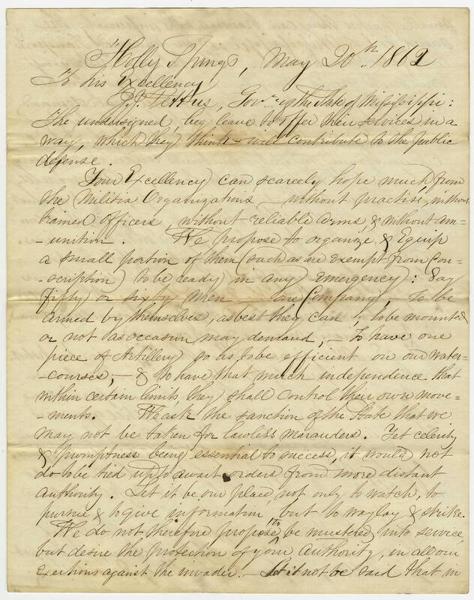 Holly Springs, May 20th 1862
To his Excellency
J. J. Pettus, Govr of the State of Mississippi:
The undersigned, beg leave to offer their services in a
way, which they think will contribute to the public
defense.
Your Excellency can scarcely hope much from
the Militia Organizations without practise, without
trained officers, without reliable arms, & without am-
-unition. We propose to organize, & Equip
a small portion of them (such as are exempt from Con-
-scription) to be ready in any emergency: Say
fifty or sixty men one Company, to be
armed by themselves, as best they can, to be mounted
or not as occasion may demand, - To have one
piece of Artillery so as to be efficient on our water-
-courses, - & to have that much independence that
within certain limits, they shall control their own move-
-ments. We ask the sanction of the State that we
may not be taken for lawless marauders. Yet celerity
& promptness being essential to success, it would not
do to be tied up to await orders from more distant
authority. Let it be our place not only to watch, to
pursue & to give information, but to waylay & strike.
We do not therefore propose to be mustered into service,
but desire the protection of your Authority, in all our
exertions against the invader. Let it not be said that in